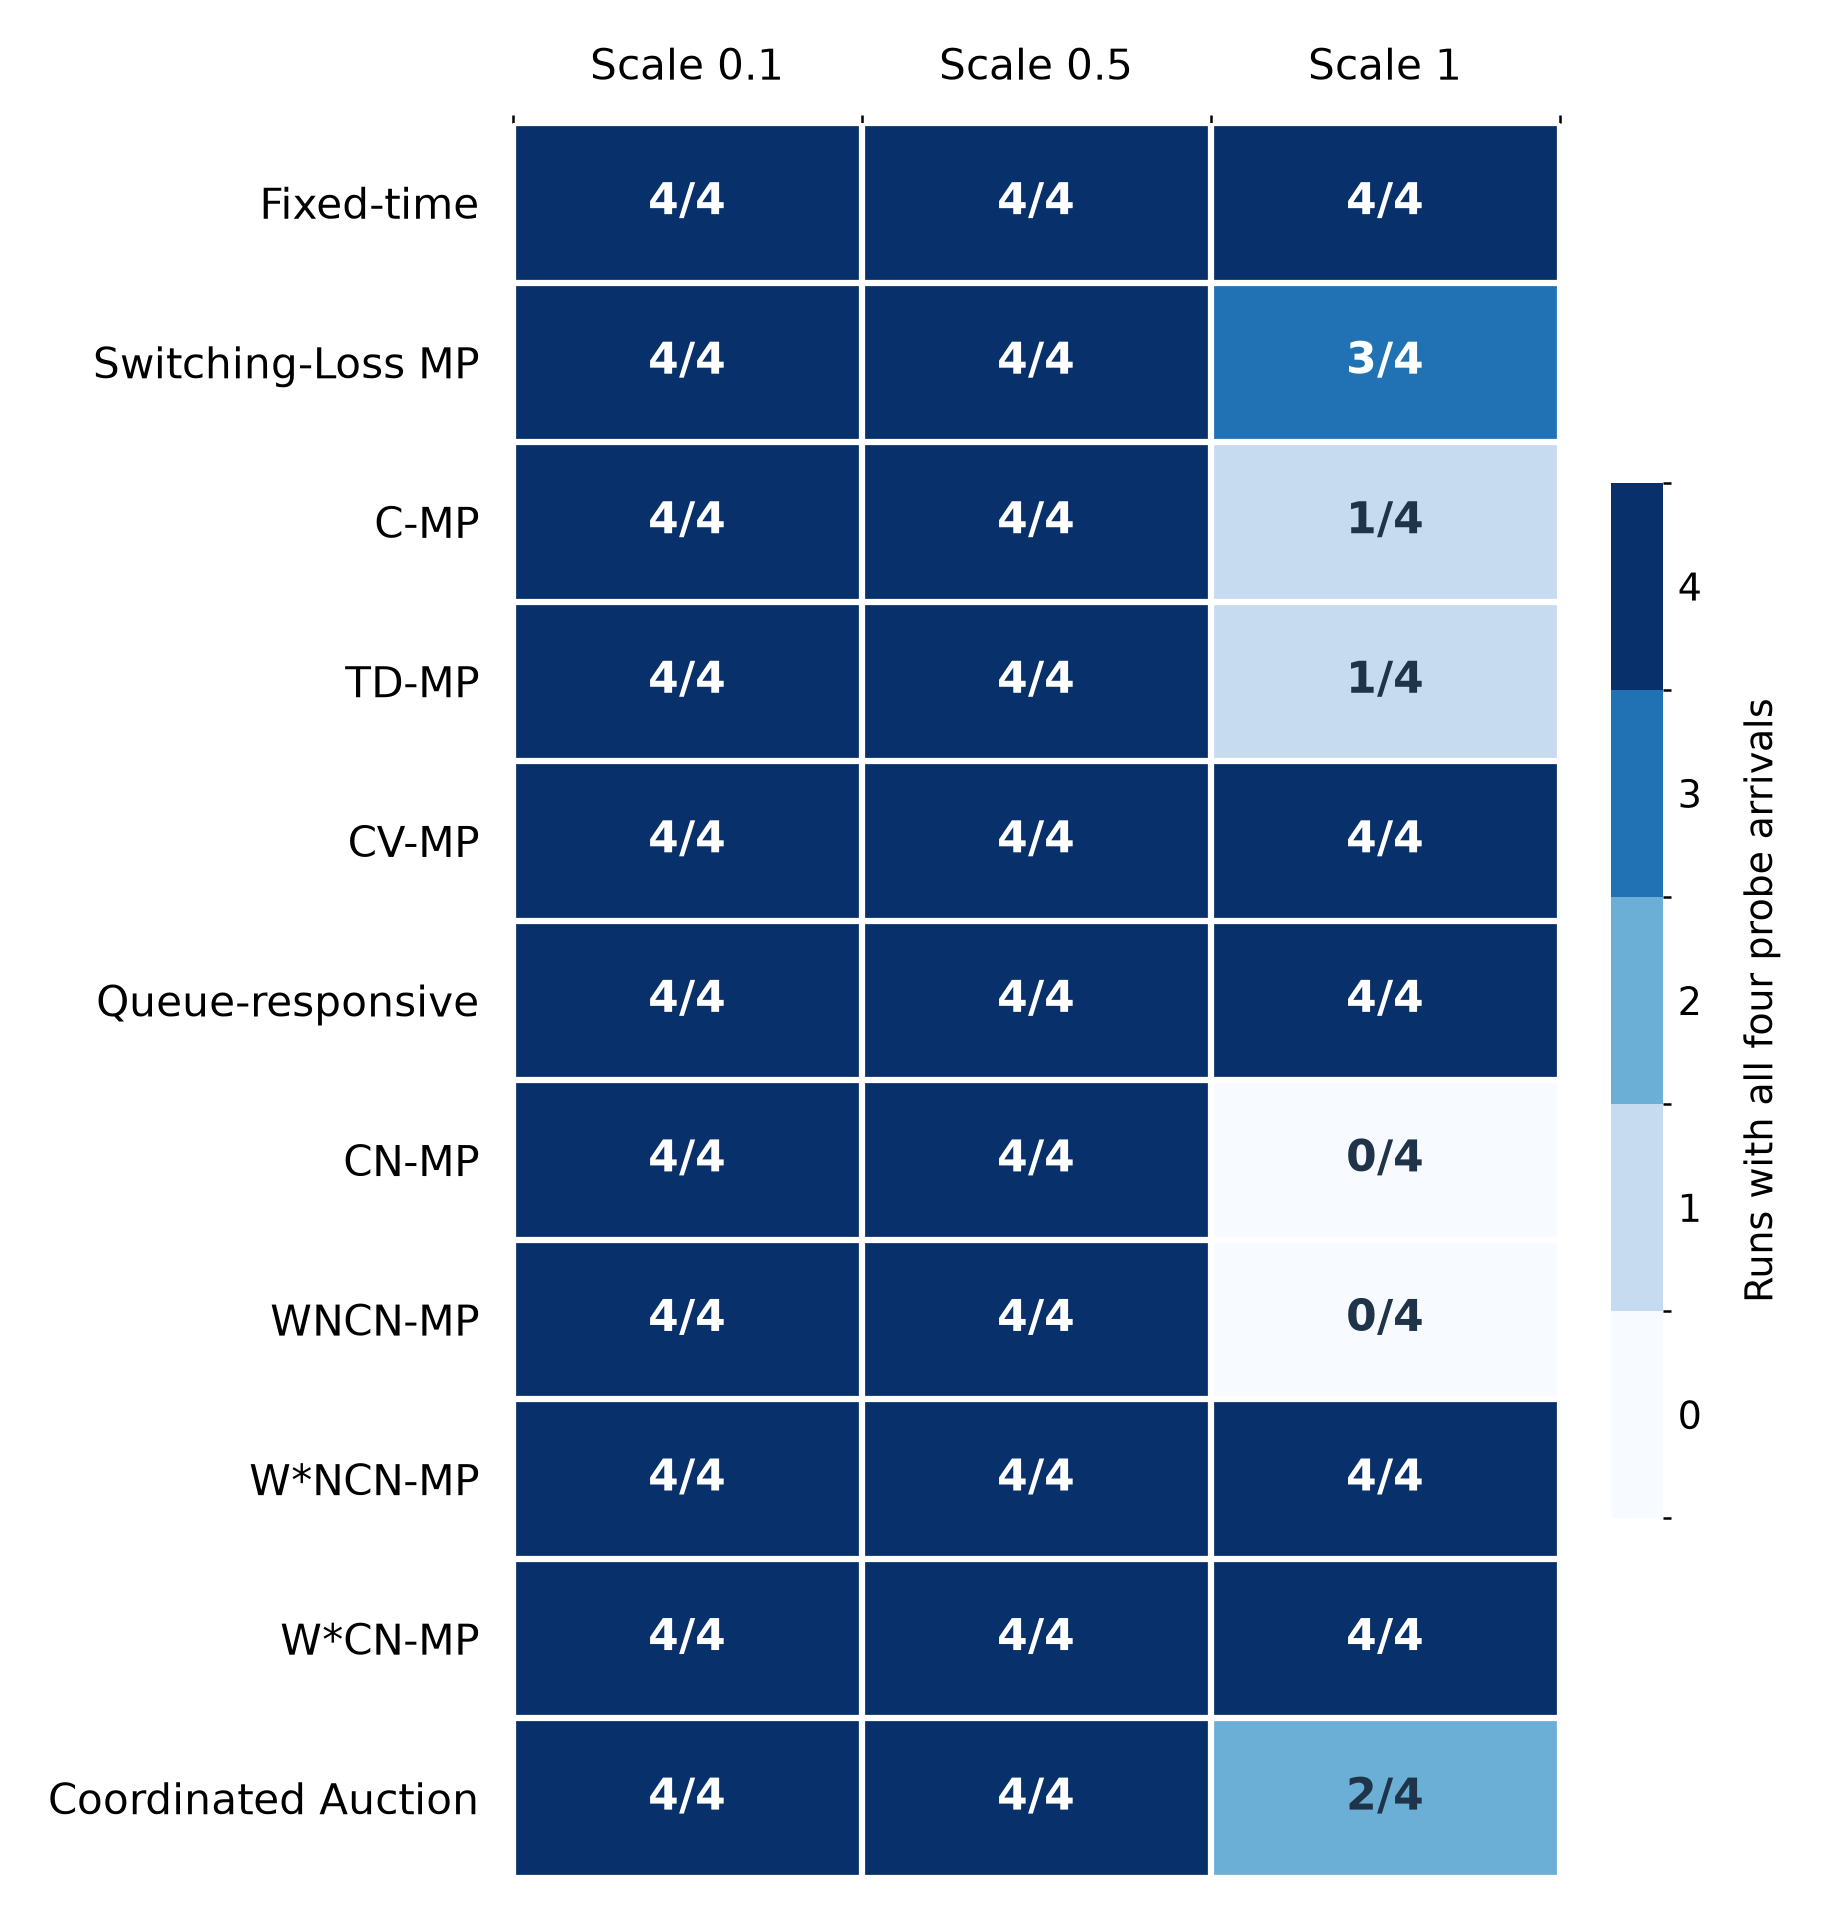 Scale 0.1 Scale 0.5 Scale 1
Fixed-time 4/4 4/4 4/4
Switching-Loss MP 4/4 4/4 3/4
C-MP 4/4 4/4 1/4
TD-MP 4/4 4/4 1/4
CV-MP 4/4 4/4 4/4
Queue-responsive 4/4 4/4 4/4
CN-MP 4/4 4/4 0/4
WNCN-MP 4/4 4/4 0/4
W*NCN-MP 4/4 4/4 4/4
W*CN-MP 4/4 4/4 4/4
Coordinated Auction 4/4 4/4 2/4
4
3
2
1
0
Runs with all four probe arrivals